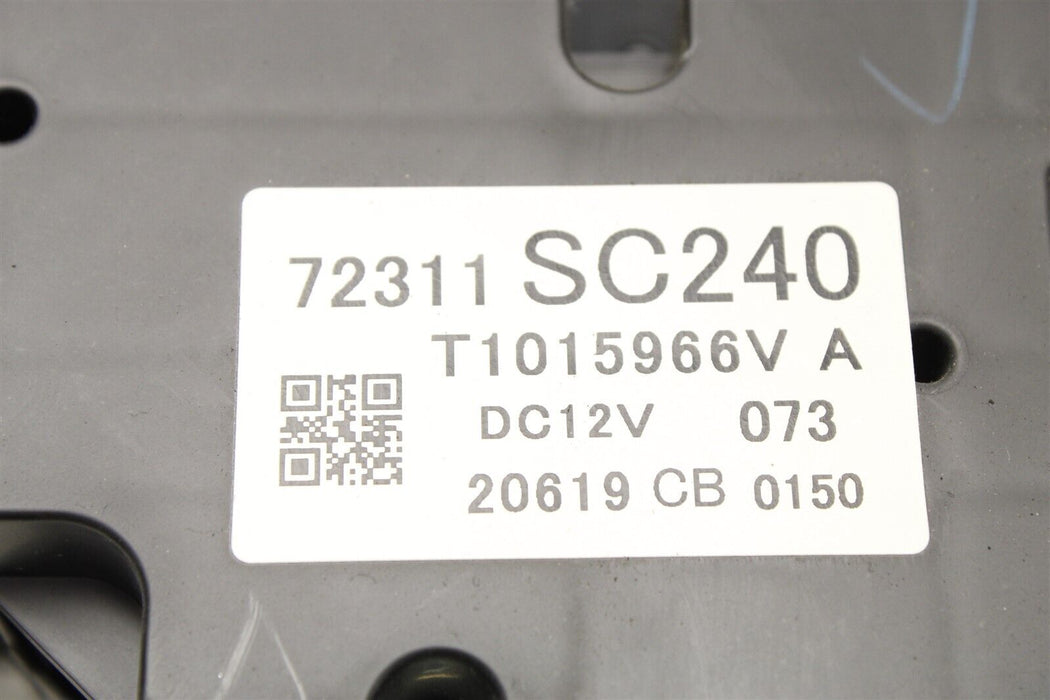 72311 SC240
T1015966V A
DC12V 073
20619 CB 0150